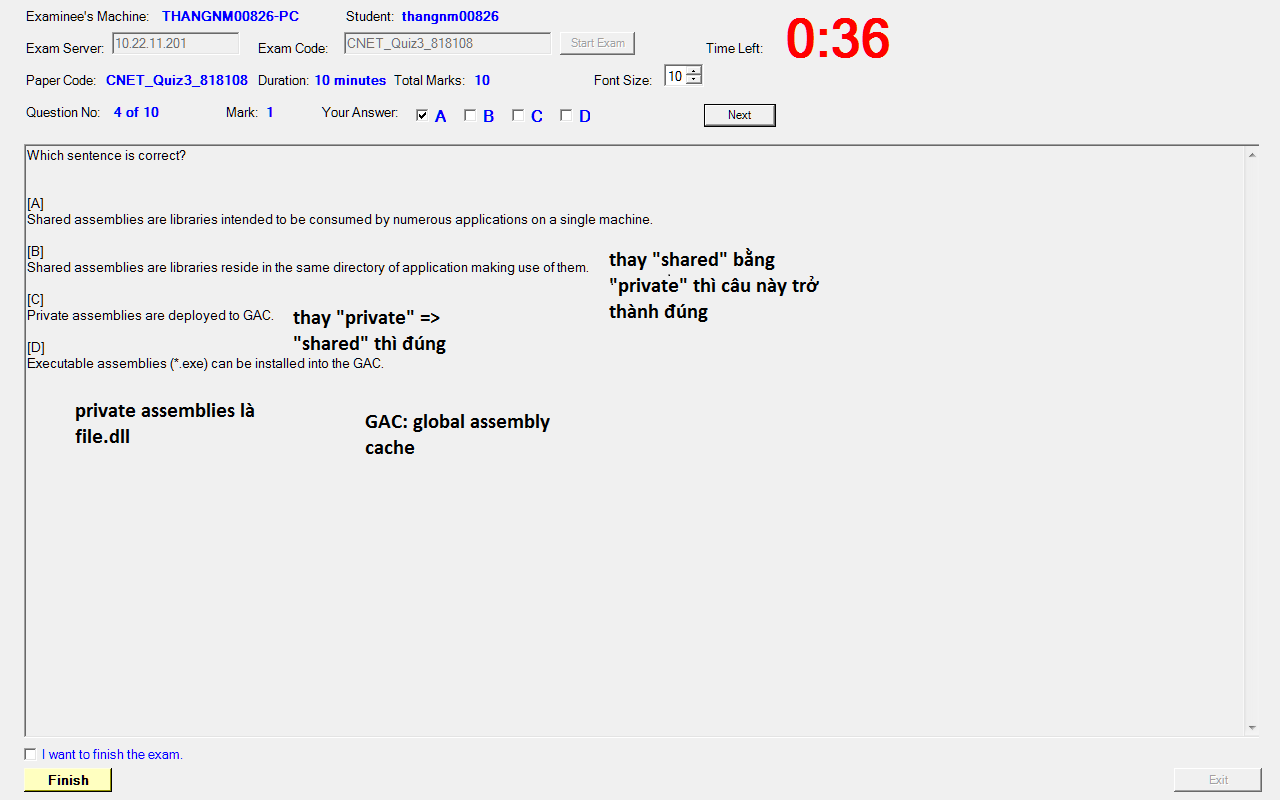 Examinee's Machine: THANGNM00826-PC Student: thangnm00826
Exam Server: 10.22.11.201 Exam Code: CNET_Quiz3_818108 Start Exam Time Left: 0:36
Paper Code: CNET_Quiz3_818108 Duration: 10 minutes Total Marks: 10 Font Size: 10
Question No: 4 of 10 Mark: 1 Your Answer: A B C D Next
Which sentence is correct?
[A]
Shared assemblies are libraries intended to be consumed by numerous applications on a single machine.
[B]
Shared assemblies are libraries reside in the same directory of application making use of them.
thay "shared" bằng
"private" thì câu này trở
thành đúng
[C]
Private assemblies are deployed to GAC.
thay "private" =>
"shared" thì đúng
[D]
Executable assemblies (*.exe) can be installed into the GAC.
private assemblies là
file.dll
GAC: global assembly
cache
I want to finish the exam.
Finish Exit